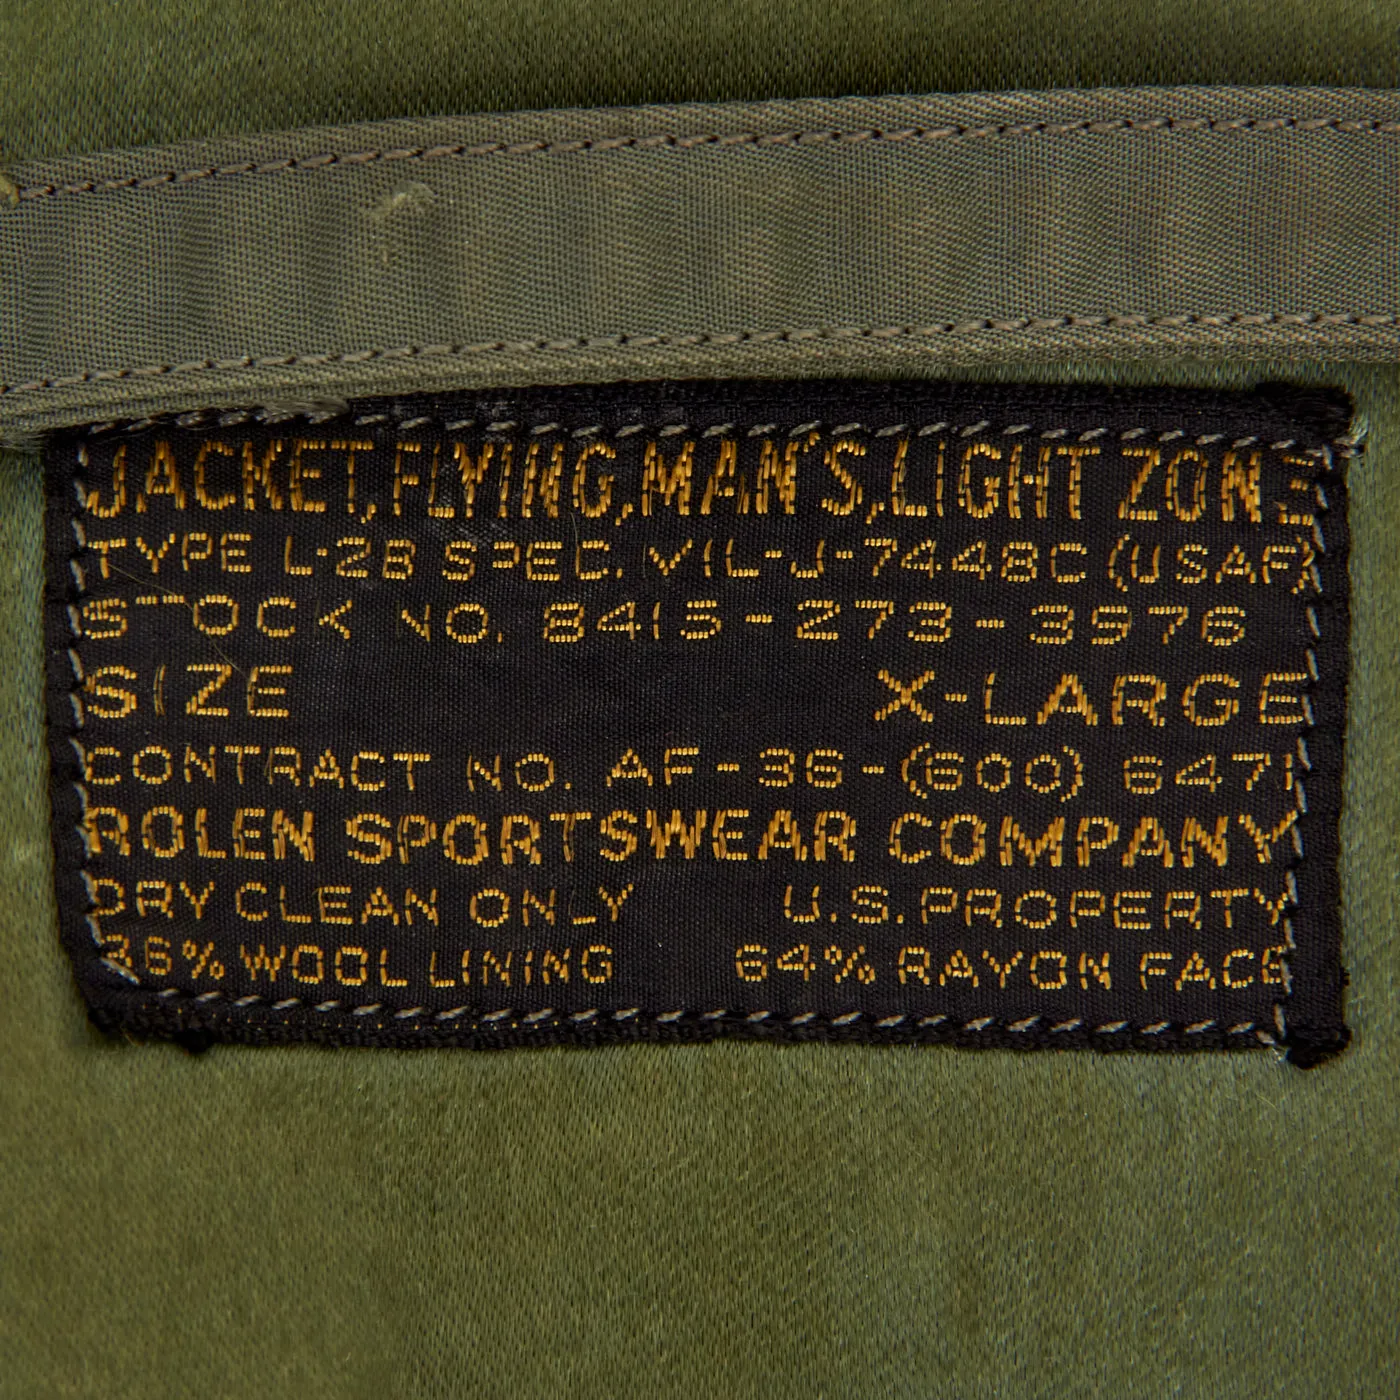 JACKET, FLYING, MAN'S, LIGHT ZONE
TYPE L-2B SPEC. MIL-J-7448C (USAF)
STOCK NO. 8415-273-3976
SIZE X-LARGE
CONTRACT NO. AF-36-(600) 6471
ROLEN SPORTSWEAR COMPANY
DRY CLEAN ONLY U.S. PROPERTY
36% WOOL LINING 64% RAYON FACE